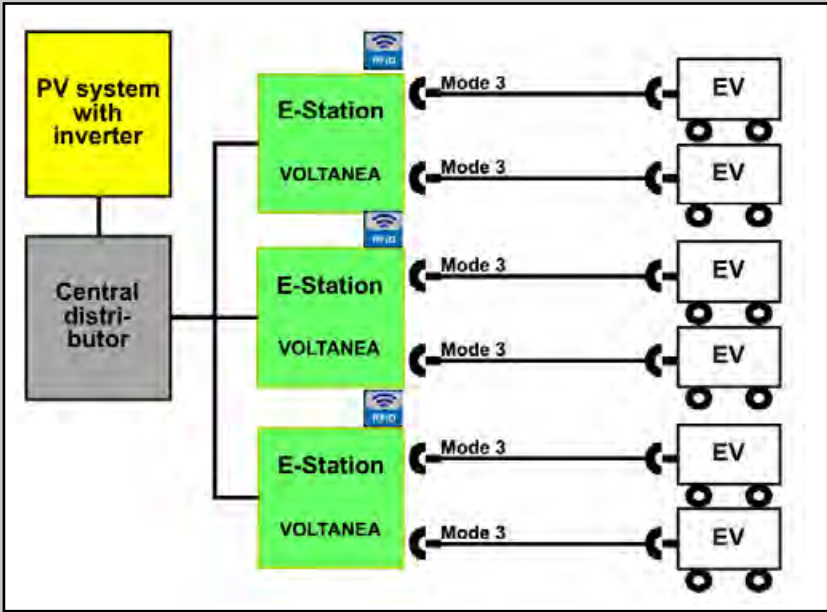 PV system
with
inverter
Central
distri-
butor
RFID
E-Station
VOLTANEA
Mode 3
EV
Mode 3
EV
RFID
E-Station
VOLTANEA
Mode 3
EV
Mode 3
EV
RFID
E-Station
VOLTANEA
Mode 3
EV
Mode 3
EV